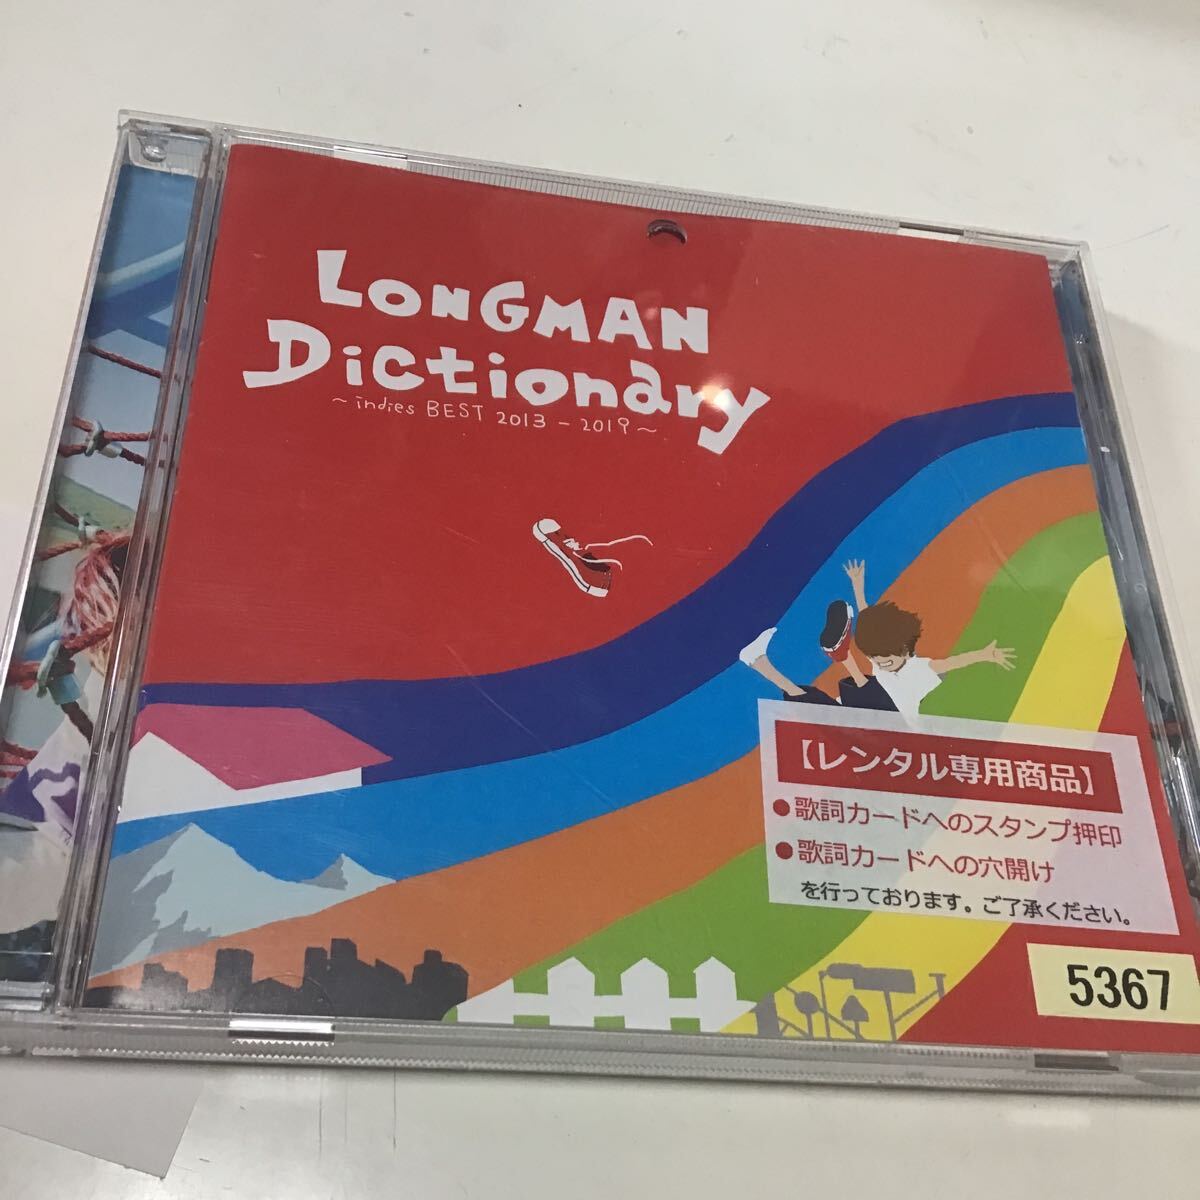 LONGMAN
Dictionary
～indies BEST 2013 - 2019～
【レンタル専用商品】
●歌詞カードへのスタンプ押印
●歌詞カードへの穴開け
を行っております。ご了承ください。
5367